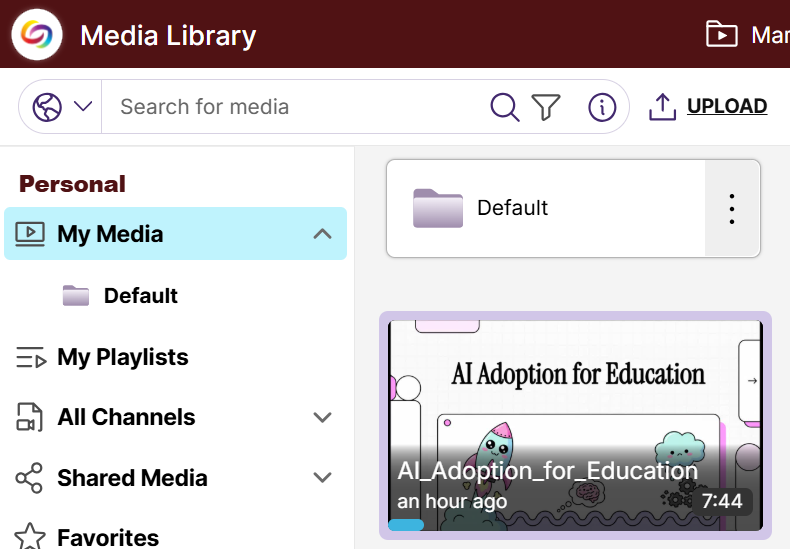 Media Library
Search for media
UPLOAD
Personal
My Media
Default
My Playlists
All Channels
Shared Media
Favorites
Default
AI Adoption for Education
AI_Adoption_for_Education
an hour ago
7:44